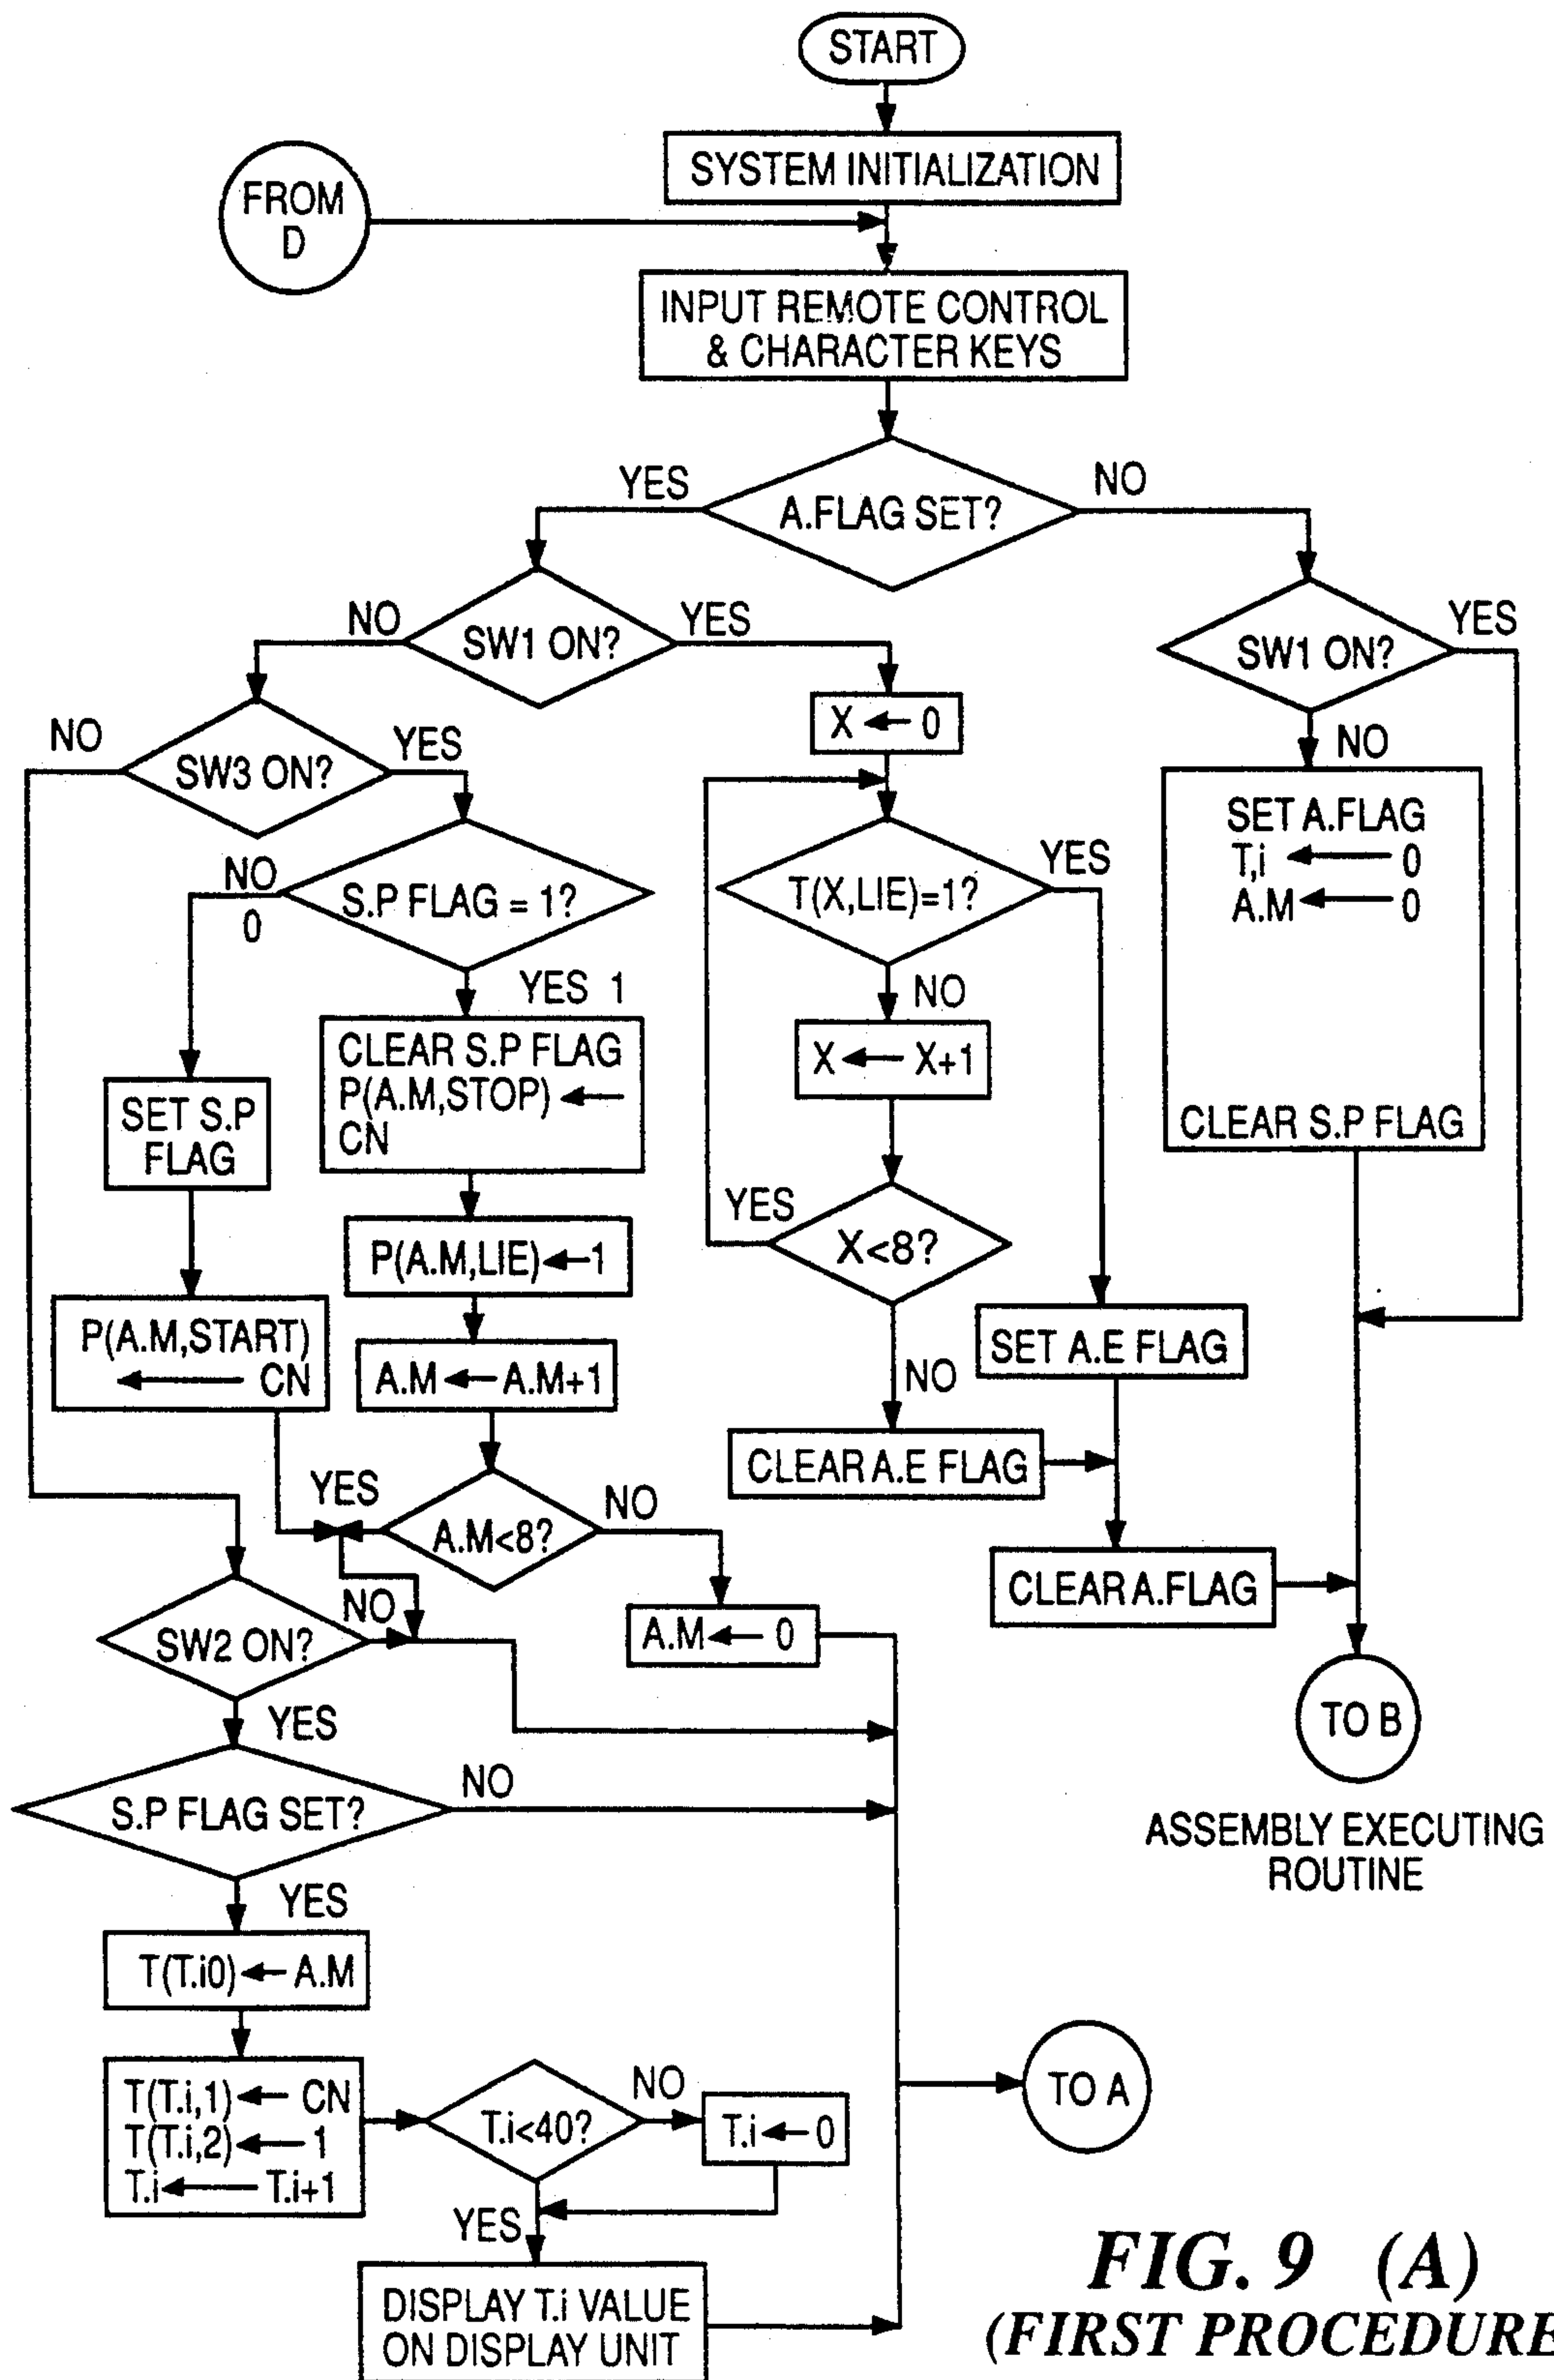 START
SYSTEM INITIALIZATION
FROM
D
INPUT REMOTE CONTROL
& CHARACTER KEYS
YES
A.FLAG SET?
NO
NO
SW1 ON?
YES
SW1 ON?
YES
NO
SW3 ON?
YES
X ← 0
NO
SET A.FLAG
T,i ← 0
A.M ← 0
CLEAR S.P FLAG
NO
0
S.P FLAG = 1?
YES 1
T(X,LIE)=1?
YES
NO
X ← X+1
SET S.P
FLAG
CLEAR S.P FLAG
P(A.M,STOP) ←
CN
YES
X<8?
NO
P(A.M,LIE)←1
P(A.M,START)
← CN
A.M ← A.M+1
SET A.E FLAG
CLEAR A.E FLAG
YES
A.M<8?
NO
CLEAR A.FLAG
NO
SW2 ON?
A.M ← 0
YES
TO B
ASSEMBLY EXECUTING
ROUTINE
S.P FLAG SET?
NO
YES
T(T.i0) ← A.M
T(T.i,1) ← CN
T(T.i,2) ← 1
T.i ← T.i+1
T.i<40?
NO
T.i ← 0
TO A
YES
DISPLAY T.i VALUE
ON DISPLAY UNIT
FIG. 9 (A)
(FIRST PROCEDURE